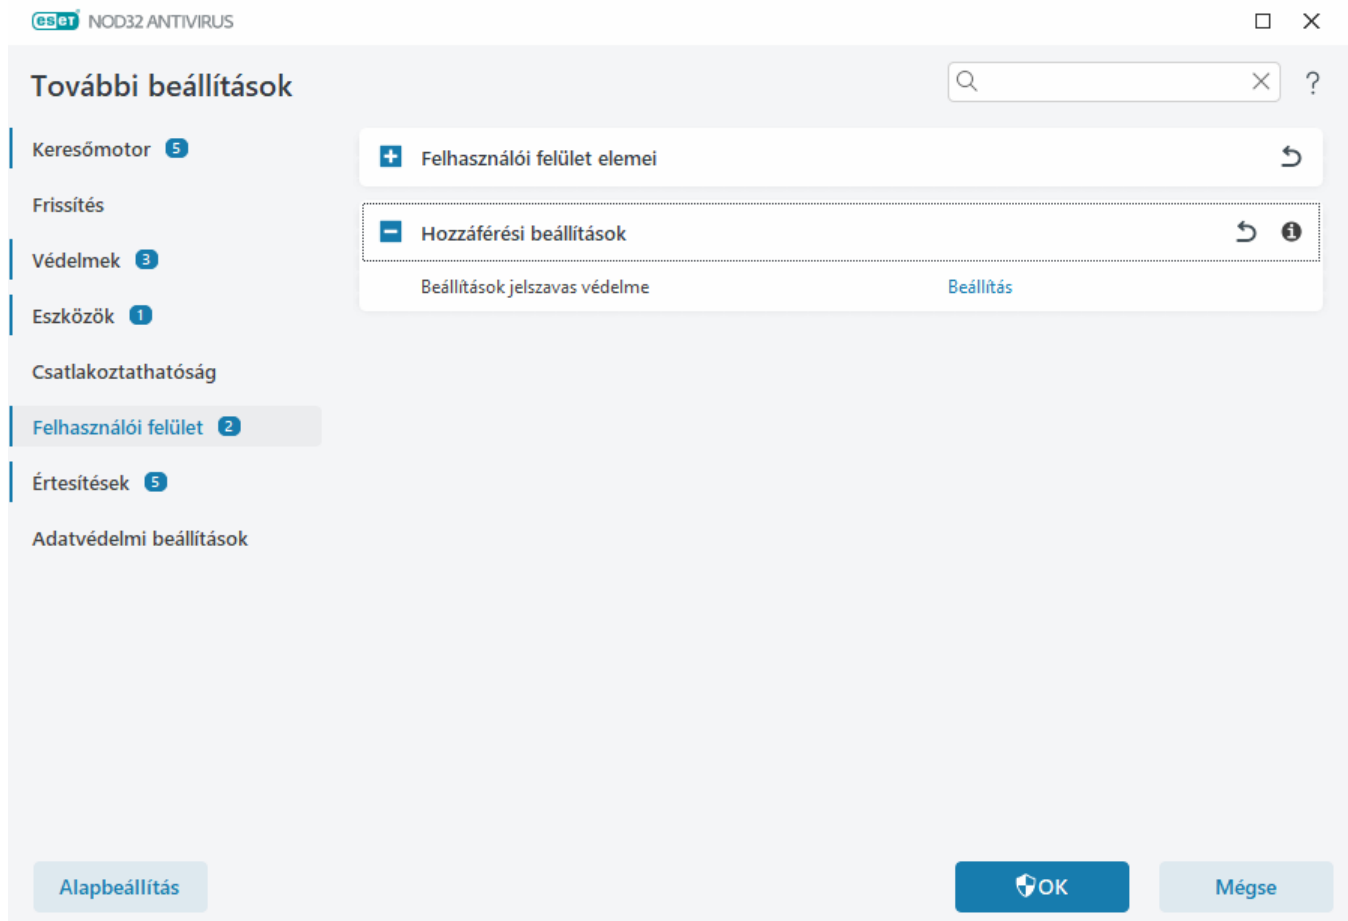 eset NOD32 ANTIVIRUS
További beállítások
?
Keresőmotor 5
Frissítés
Védelmek 3
Eszközök 1
Csatlakoztathatóság
Felhasználói felület 2
Értesítések 5
Adatvédelmi beállítások
Felhasználói felület elemei
Hozzáférési beállítások
Beállítások jelszavas védelme Beállítás
Alapbeállítás
OK
Mégse